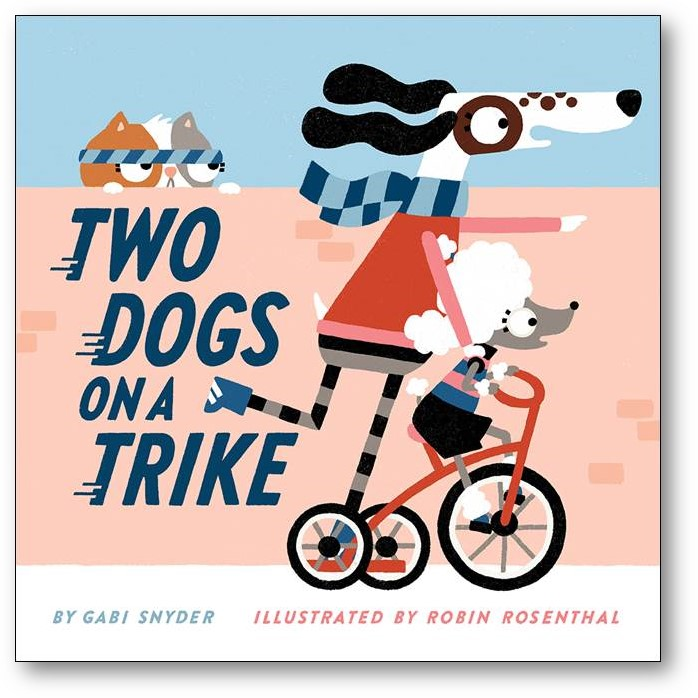 TWO
DOGS
ON A
TRIKE
BY GABI SNYDER ILLUSTRATED BY ROBIN ROSENTHAL